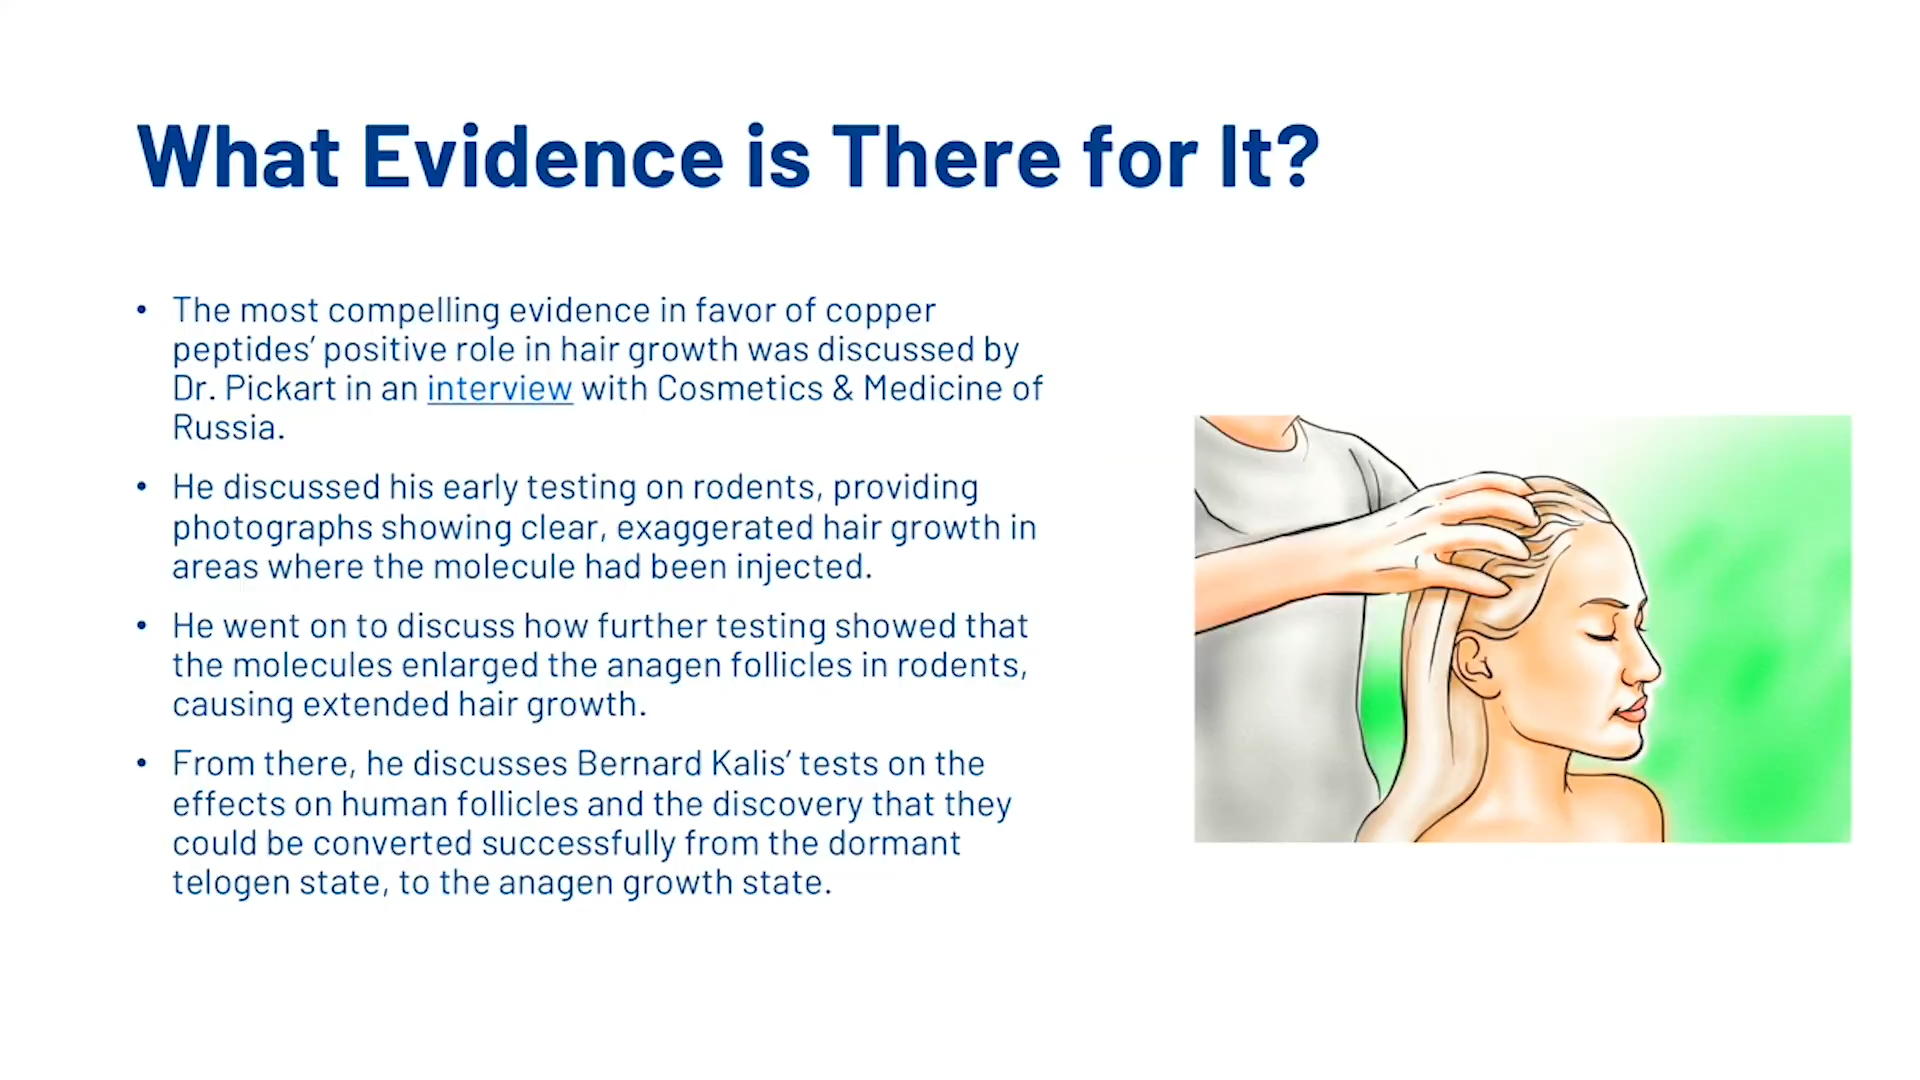 What Evidence is There for It?
• The most compelling evidence in favor of copper
peptides’ positive role in hair growth was discussed by
Dr. Pickart in an interview with Cosmetics & Medicine of
Russia.
• He discussed his early testing on rodents, providing
photographs showing clear, exaggerated hair growth in
areas where the molecule had been injected.
• He went on to discuss how further testing showed that
the molecules enlarged the anagen follicles in rodents,
causing extended hair growth.
• From there, he discusses Bernard Kalis’ tests on the
effects on human follicles and the discovery that they
could be converted successfully from the dormant
telogen state, to the anagen growth state.